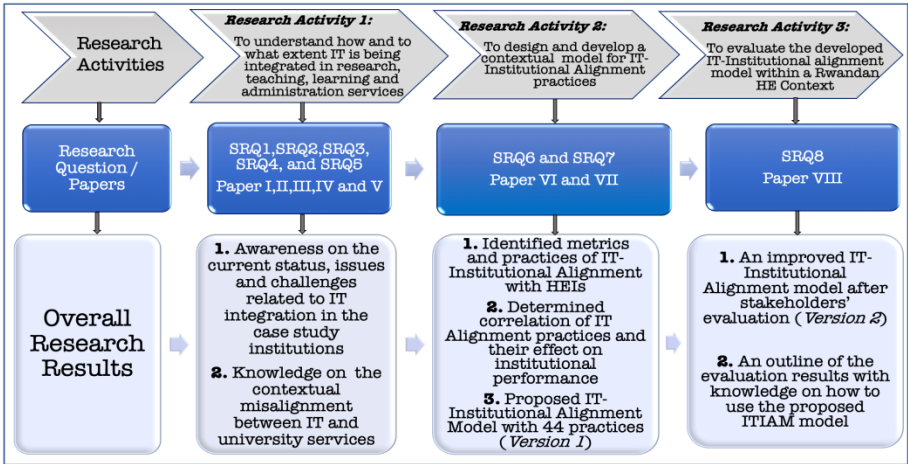 Research
Activities
Research Activity 1:
To understand how and to
what extent IT is being
integrated in research,
teaching, learning and
administration services
Research Activity 2:
To design and develop a
contextual model for IT-
Institutional Alignment
practices
Research Activity 3:
To evaluate the developed
IT-Institutional alignment
model within a Rwandan
HE Context
Research
Question /
Papers
SRQ1,SRQ2,SRQ3,
SRQ4, and SRQ5
Paper I,II,III,IV and V
SRQ6 and SRQ7
Paper VI and VII
SRQ8
Paper VIII
Overall
Research
Results
1. Awareness on the
current status, issues
and challenges
related to IT
integration in the
case study
institutions
2. Knowledge on the
contextual
misalignment
between IT and
university services
1. Identified metrics
and practices of IT-
Institutional Alignment
with HEIs
2. Determined
correlation of IT
Alignment practices and
their effect on
institutional
performance
3. Proposed IT-
Institutional Alignment
Model with 44 practices
(Version 1)
1. An improved IT-
Institutional
Alignment model after
stakeholders'
evaluation (Version 2)
2. An outline of the
evaluation results with
knowledge on how to
use the proposed
ITIAM model